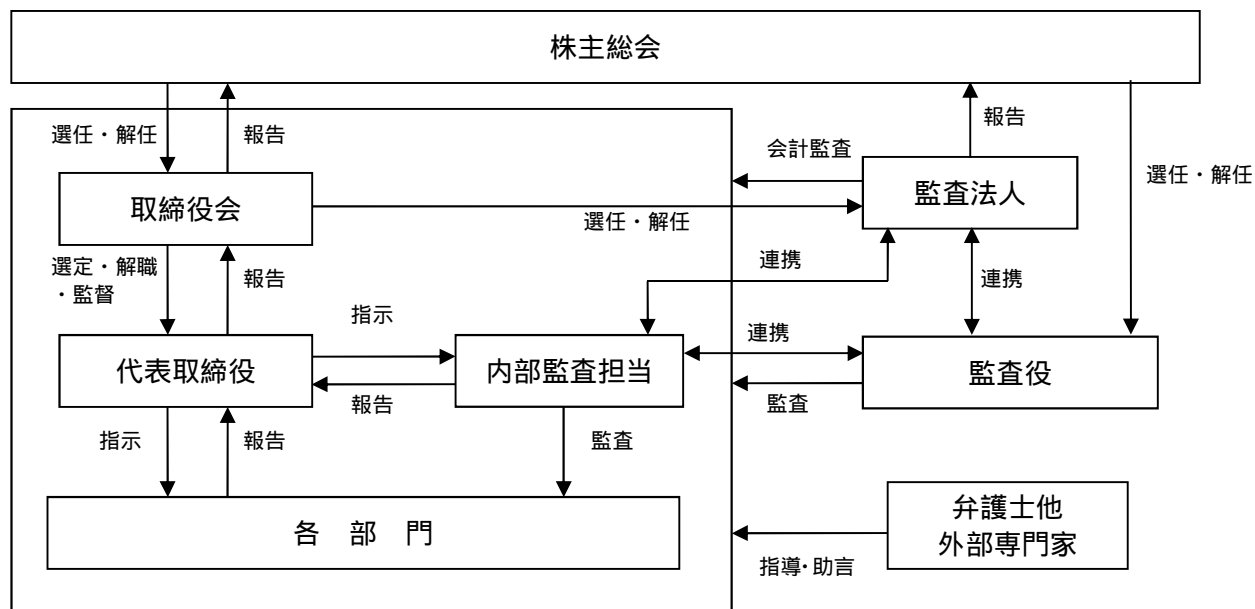 株主総会
選任・解任
報告
報告
会計監査
選任・解任
取締役会
監査法人
選任・解任
選定・解職
・監督
報告
連携
連携
指示
連携
代表取締役
内部監査担当
監査役
報告
監査
指示
報告
監査
各 部 門
弁護士他
外部専門家
指導・助言